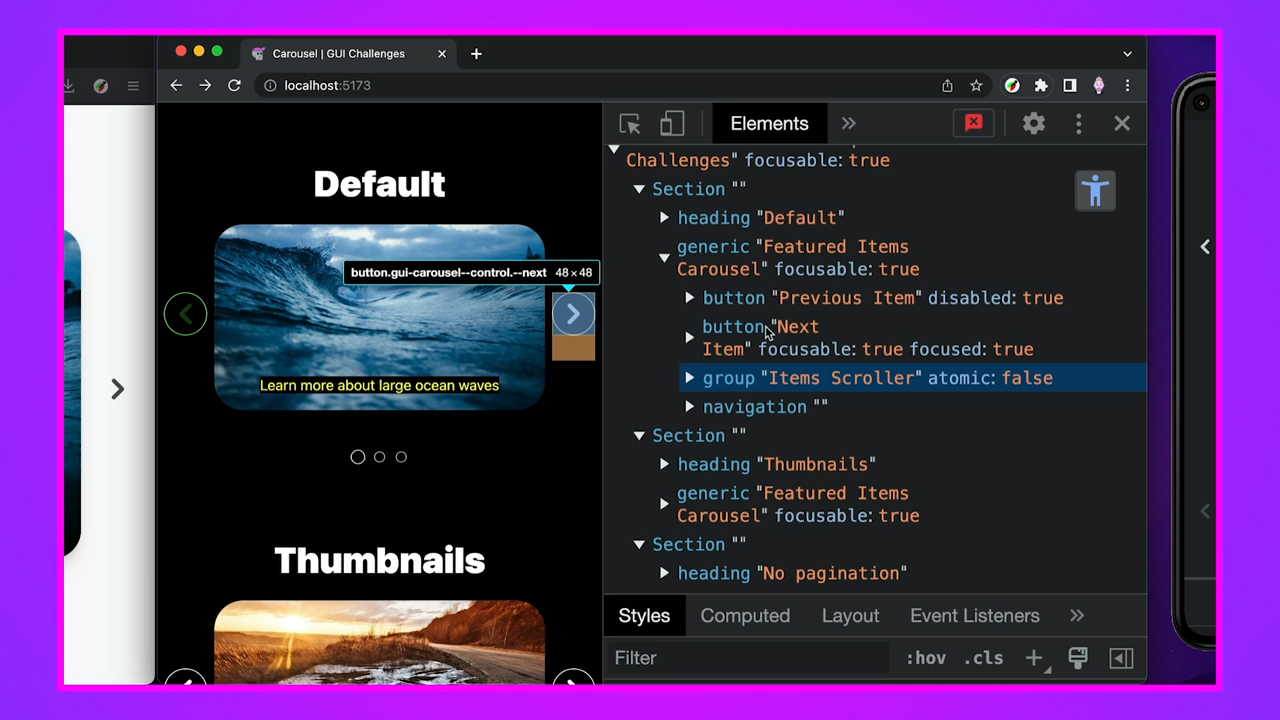 Carousel | GUI Challenges
localhost:5173
Default
button.gui-carousel--control.--next 48×48
Learn more about large ocean waves
Thumbnails
Elements
Challenges" focusable: true
Section ""
heading "Default"
generic "Featured Items
Carousel" focusable: true
button "Previous Item" disabled: true
button "Next
Item" focusable: true focused: true
group "Items Scroller" atomic: false
navigation ""
Section ""
heading "Thumbnails"
generic "Featured Items
Carousel" focusable: true
Section ""
heading "No pagination"
Styles Computed Layout Event Listeners
Filter :hov .cls